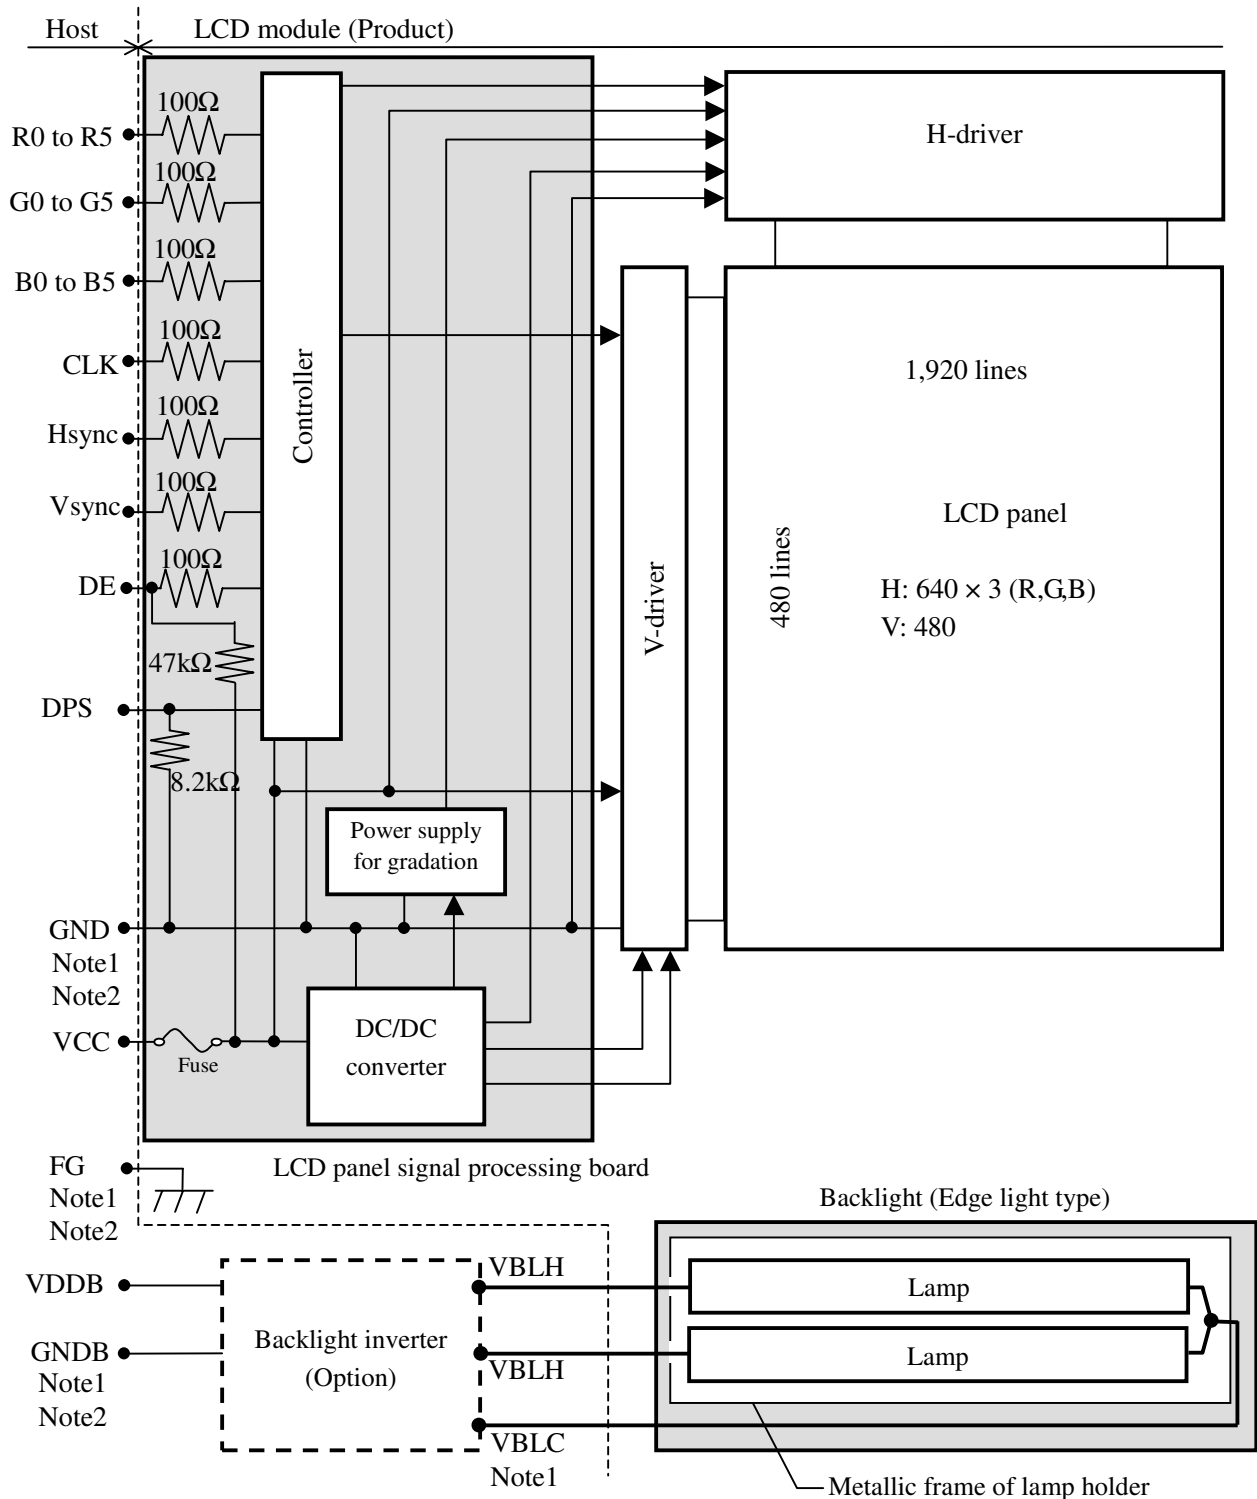 Host
LCD module (Product)
100Ω
R0 to R5
100Ω
G0 to G5
100Ω
B0 to B5
100Ω
CLK
100Ω
Hsync
100Ω
Vsync
100Ω
DE
47kΩ
DPS
8.2kΩ
Controller
H-driver
V-driver
1,920 lines
480 lines
LCD panel
H: 640 × 3 (R,G,B)
V: 480
Power supply
for gradation
GND
Note1
Note2
VCC
Fuse
DC/DC
converter
FG
Note1
Note2
LCD panel signal processing board
Backlight (Edge light type)
VDDB
GNDB
Note1
Note2
Backlight inverter
(Option)
VBLH
VBLH
VBLC
Note1
Lamp
Lamp
Metallic frame of lamp holder